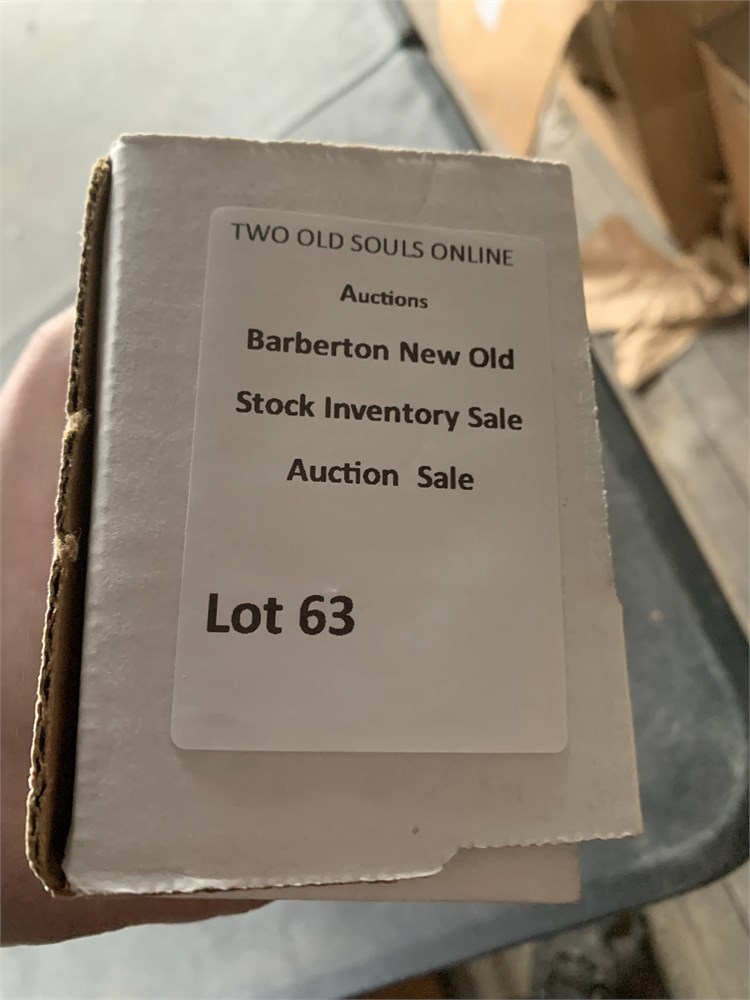 TWO OLD SOULS ONLINE
Auctions
Barberton New Old
Stock Inventory Sale
Auction Sale
Lot 63